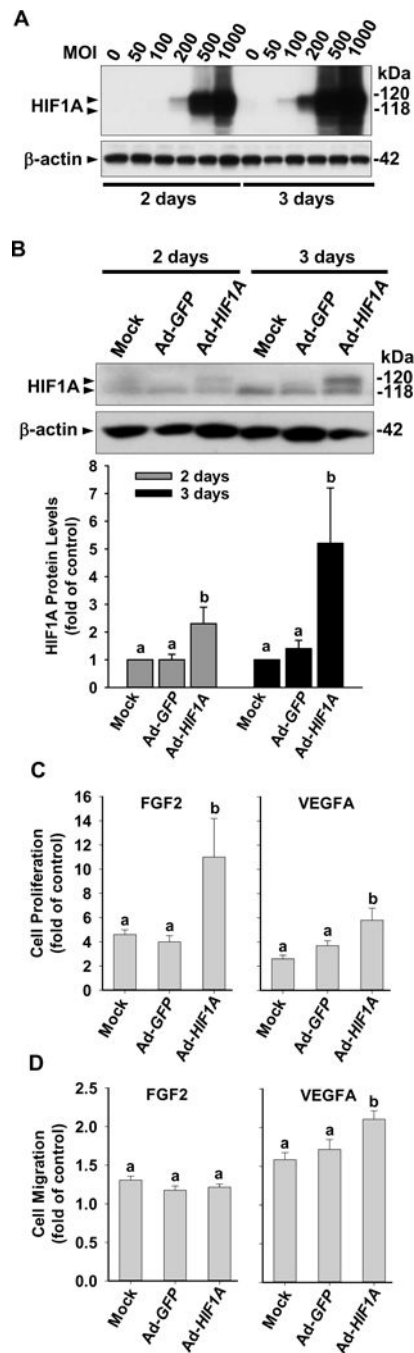 A
MOI 0 50 100 200 500 1000 0 50 100 200 500 1000
kDa
HIF1A
-120
-118
β-actin
-42
2 days 3 days
B
2 days 3 days
Mock Ad-GFP Ad-HIF1A Mock Ad-GFP Ad-HIF1A
kDa
HIF1A
-120
-118
β-actin
-42
HIF1A Protein Levels
(fold of control)
8
7
6
5
4
3
2
1
0
2 days
3 days
a a b a a b
Mock Ad-GFP Ad-HIF1A Mock Ad-GFP Ad-HIF1A
C
FGF2 VEGFA
Cell Proliferation
(fold of control)
16
14
12
10
8
6
4
2
0
a a b a a b
Mock Ad-GFP Ad-HIF1A Mock Ad-GFP Ad-HIF1A
D
FGF2 VEGFA
Cell Migration
(fold of control)
2.5
2.0
1.5
1.0
0.5
0.0
a a a a a b
Mock Ad-GFP Ad-HIF1A Mock Ad-GFP Ad-HIF1A